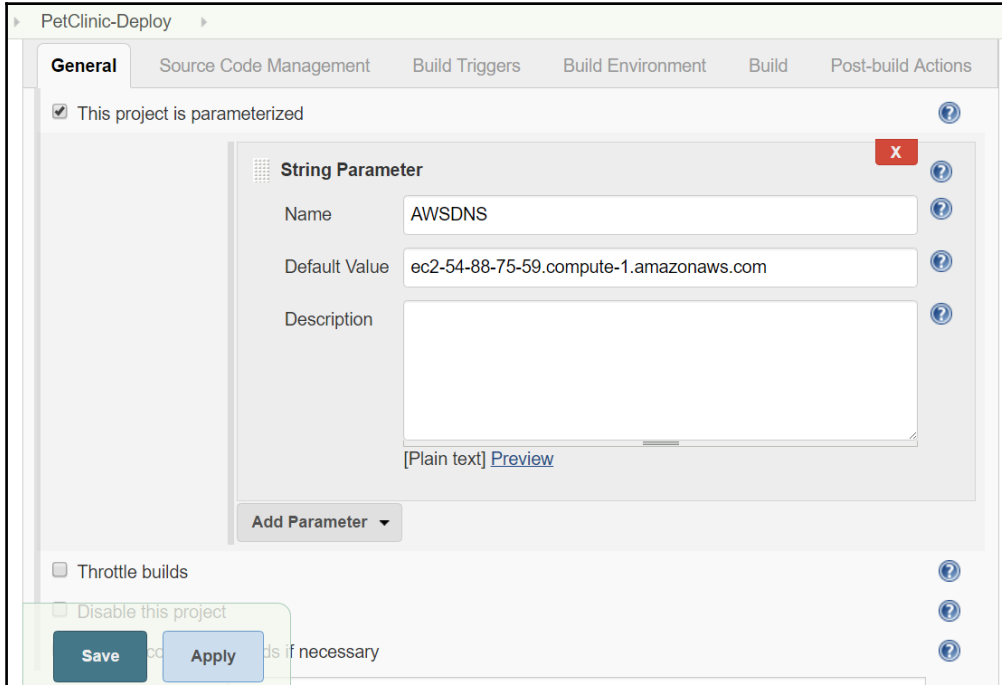 PetClinic-Deploy
General Source Code Management Build Triggers Build Environment Build Post-build Actions
This project is parameterized
X
String Parameter
Name AWSDNS
Default Value ec2-54-88-75-59.compute-1.amazonaws.com
Description
[Plain text] Preview
Add Parameter
Throttle builds
Disable this project
if necessary
Save Apply